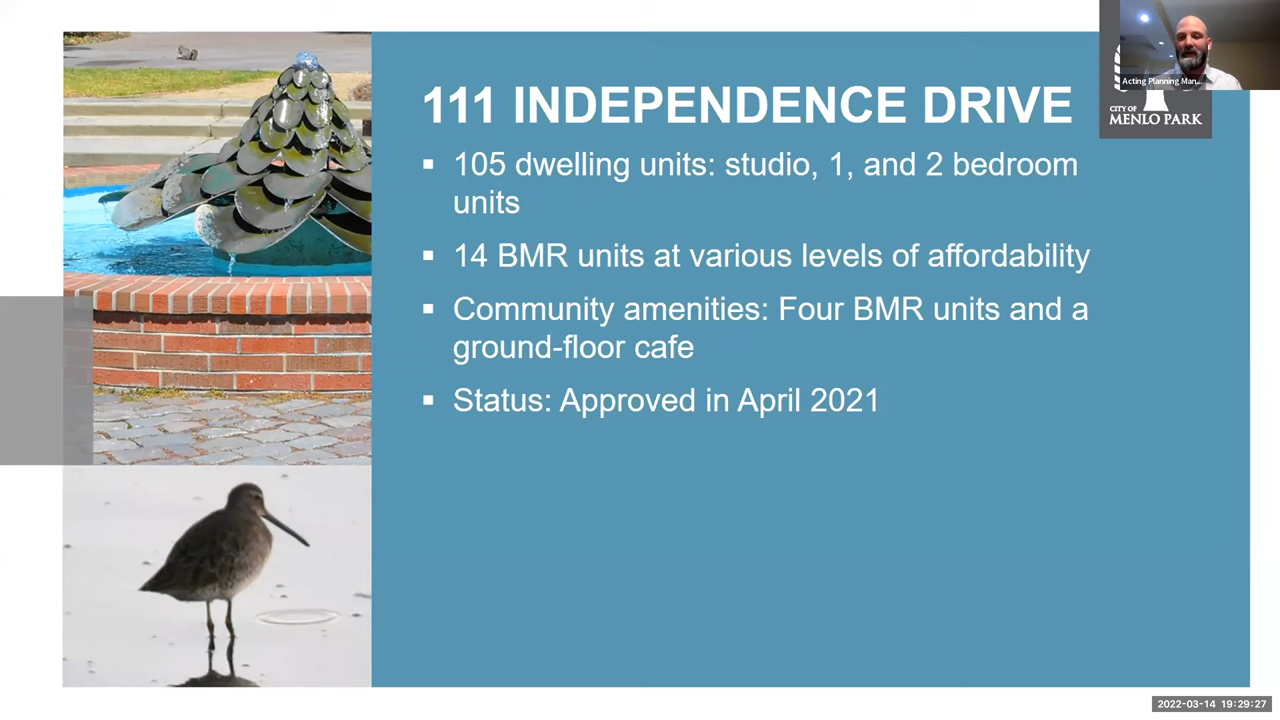 Acting Planning Man...
CITY OF
MENLO PARK
111 INDEPENDENCE DRIVE
▪ 105 dwelling units: studio, 1, and 2 bedroom
units
▪ 14 BMR units at various levels of affordability
▪ Community amenities: Four BMR units and a
ground-floor cafe
▪ Status: Approved in April 2021
2022-03-14 19:29:27